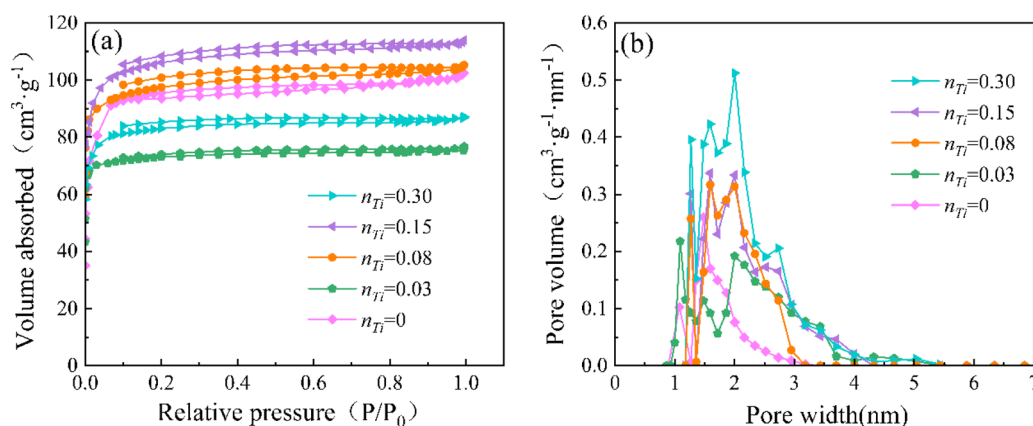 (a)
Volume absorbed (cm³·g⁻¹)
120
100
80
60
40
20
0
n_Ti=0.30
n_Ti=0.15
n_Ti=0.08
n_Ti=0.03
n_Ti=0
0.0 0.2 0.4 0.6 0.8 1.0
Relative pressure (P/P₀)
(b)
Pore volume (cm³·g⁻¹·nm⁻¹)
0.6
0.5
0.4
0.3
0.2
0.1
0.0
n_Ti=0.30
n_Ti=0.15
n_Ti=0.08
n_Ti=0.03
n_Ti=0
0 1 2 3 4 5 6 7
Pore width(nm)